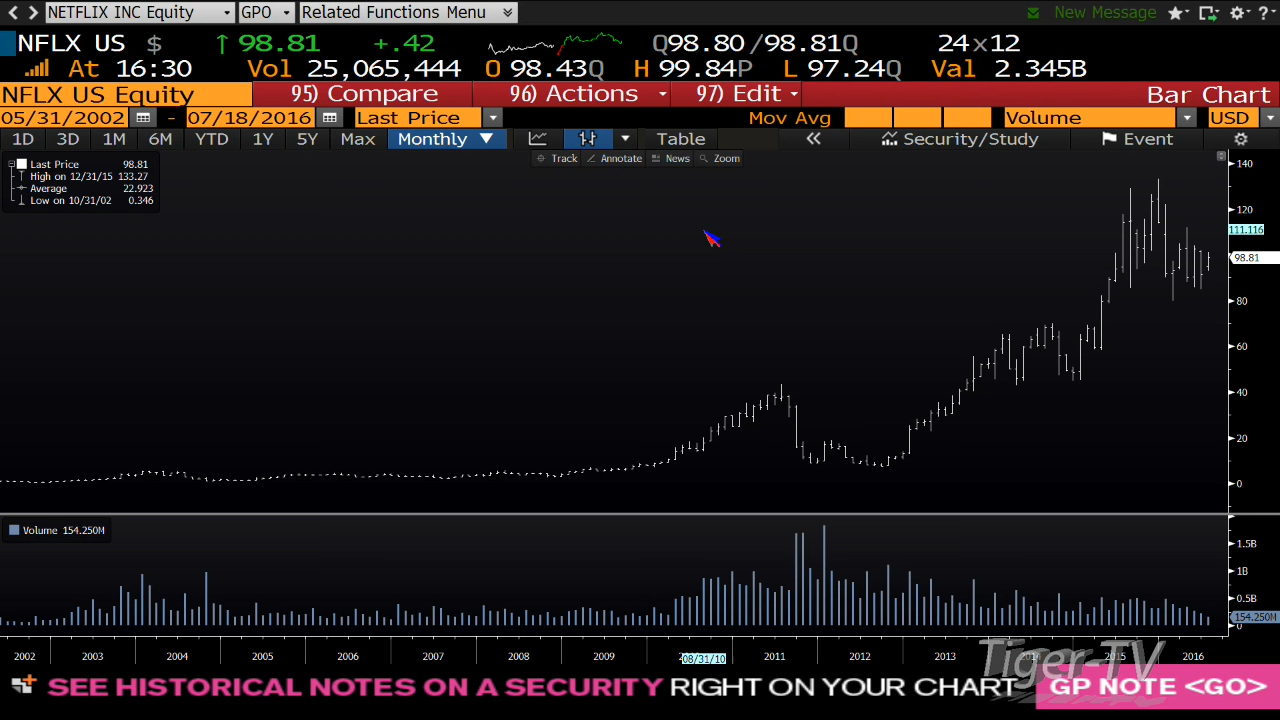 NETFLIX INC Equity GPO Related Functions Menu New Message
NFLX US $ ↑ 98.81 +.42 Q98.80 /98.81Q 24x12
At 16:30 Vol 25,065,444 O 98.43Q H 99.84P L 97.24Q Val 2.345B
NFLX US Equity 95) Compare 96) Actions 97) Edit Bar Chart
05/31/2002 - 07/18/2016 Last Price Mov Avg Volume USD
1D 3D 1M 6M YTD 1Y 5Y Max Monthly ▼ Table « Security/Study Event
Track Annotate News Zoom
Last Price 98.81
High on 12/31/15 133.27
Average 22.923
Low on 10/31/02 0.346
140
120
111.116
98.81
80
60
40
20
0
Volume 154.250M
1.5B
1B
0.5B
154.250M
0
2002 2003 2004 2005 2006 2007 2008 2009 08/31/10 2011 2012 2013 2015 2016
Tiger-TV
SEE HISTORICAL NOTES ON A SECURITY RIGHT ON YOUR CHART GP NOTE <GO>